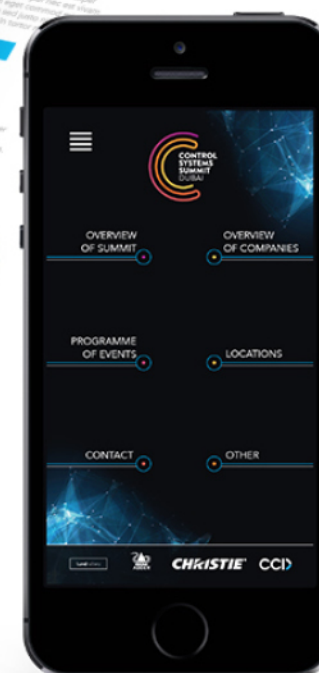 CONTROL
SYSTEMS
SUMMIT
DUBAI
OVERVIEW
OF SUMMIT
OVERVIEW
OF COMPANIES
PROGRAMME
OF EVENTS
LOCATIONS
CONTACT
OTHER
CHRISTIE
CCI